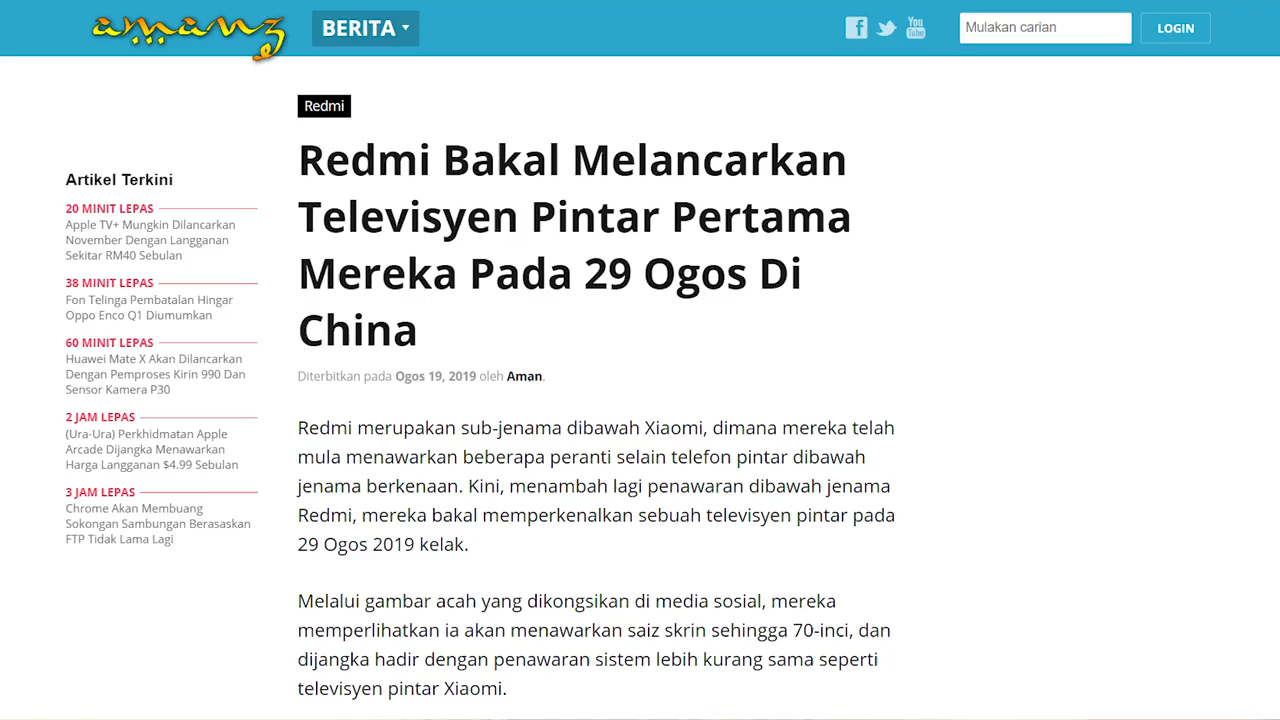 amanz
BERITA
Mulakan carian
LOGIN
Redmi
Redmi Bakal Melancarkan
Televisyen Pintar Pertama
Mereka Pada 29 Ogos Di
China
Diterbitkan pada Ogos 19, 2019 oleh Aman.
Artikel Terkini
20 MINIT LEPAS
Apple TV+ Mungkin Dilancarkan
November Dengan Langganan
Sekitar RM40 Sebulan
38 MINIT LEPAS
Fon Telinga Pembatalan Hingar
Oppo Enco Q1 Diumumkan
60 MINIT LEPAS
Huawei Mate X Akan Dilancarkan
Dengan Pemproses Kirin 990 Dan
Sensor Kamera P30
2 JAM LEPAS
(Ura-Ura) Perkhidmatan Apple
Arcade Dijangka Menawarkan
Harga Langganan $4.99 Sebulan
3 JAM LEPAS
Chrome Akan Membuang
Sokongan Sambungan Berasaskan
FTP Tidak Lama Lagi
Redmi merupakan sub-jenama dibawah Xiaomi, dimana mereka telah
mula menawarkan beberapa peranti selain telefon pintar dibawah
jenama berkenaan. Kini, menambah lagi penawaran dibawah jenama
Redmi, mereka bakal memperkenalkan sebuah televisyen pintar pada
29 Ogos 2019 kelak.
Melalui gambar acah yang dikongsikan di media sosial, mereka
memperlihatkan ia akan menawarkan saiz skrin sehingga 70-inci, dan
dijangka hadir dengan penawaran sistem lebih kurang sama seperti
televisyen pintar Xiaomi.